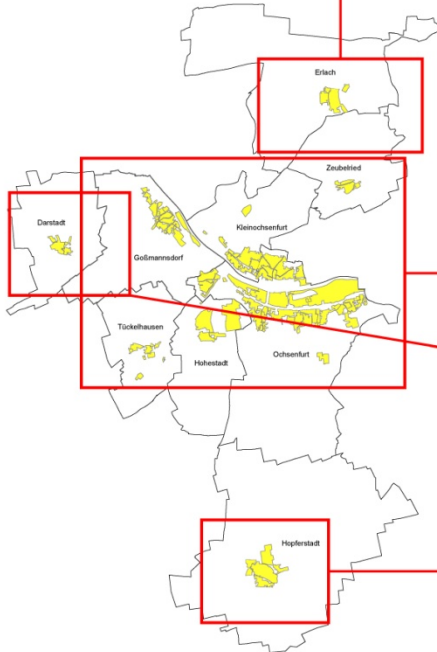 Erlach
Zeubelried
Kleinochsenfurt
Darstadt
Goßmannsdorf
Tückelhausen
Hohestadt
Ochsenfurt
Hopferstadt